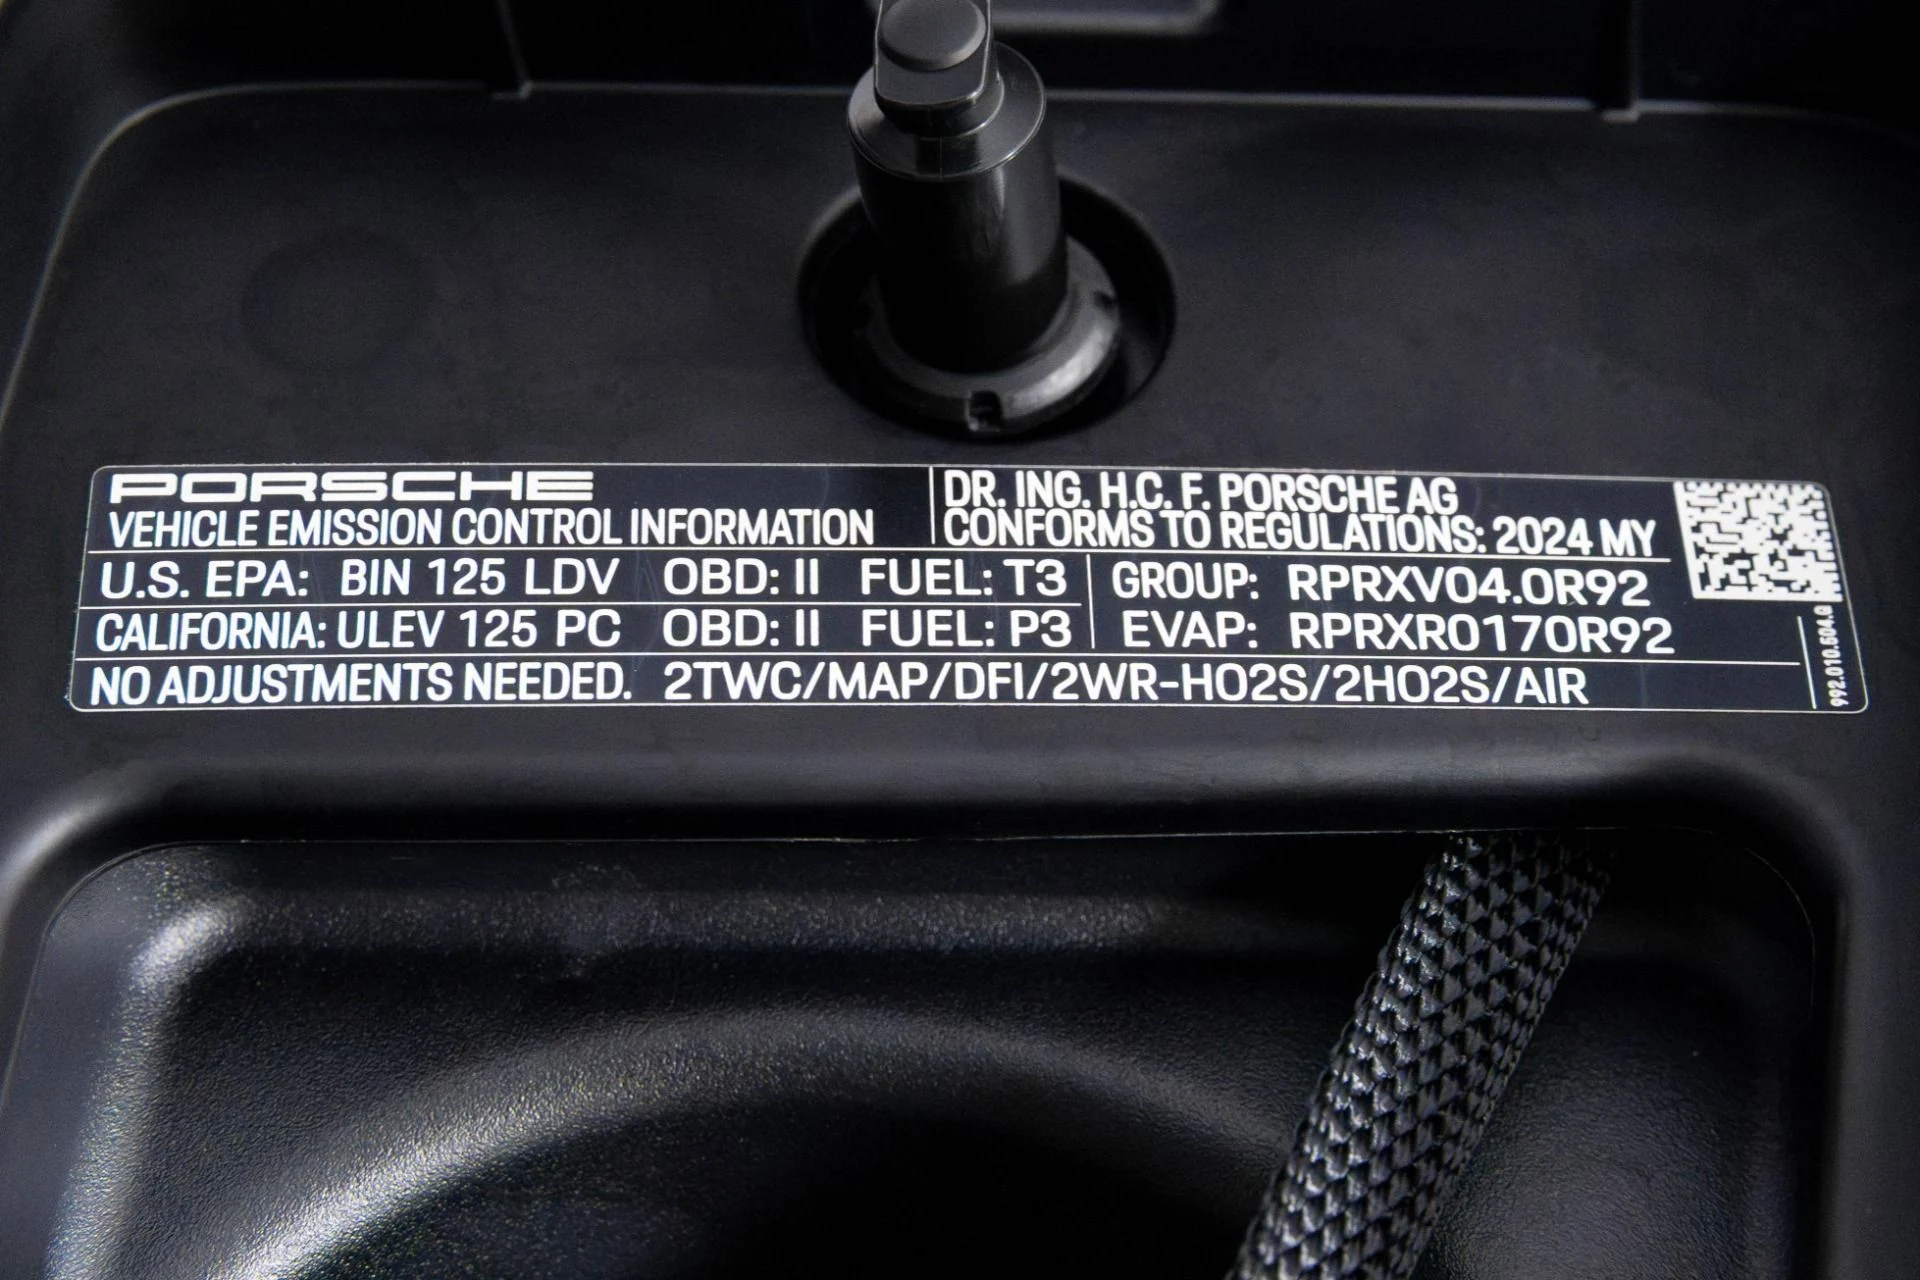 PORSCHE
VEHICLE EMISSION CONTROL INFORMATION
DR. ING. H.C. F. PORSCHE AG
CONFORMS TO REGULATIONS: 2024 MY
U.S. EPA: BIN 125 LDV OBD: II FUEL: T3
GROUP: RPRXV04.0R92
CALIFORNIA: ULEV 125 PC OBD: II FUEL: P3
EVAP: RPRXR0170R92
NO ADJUSTMENTS NEEDED. 2TWC/MAP/DFI/2WR-HO2S/2HO2S/AIR
992.010.604.G